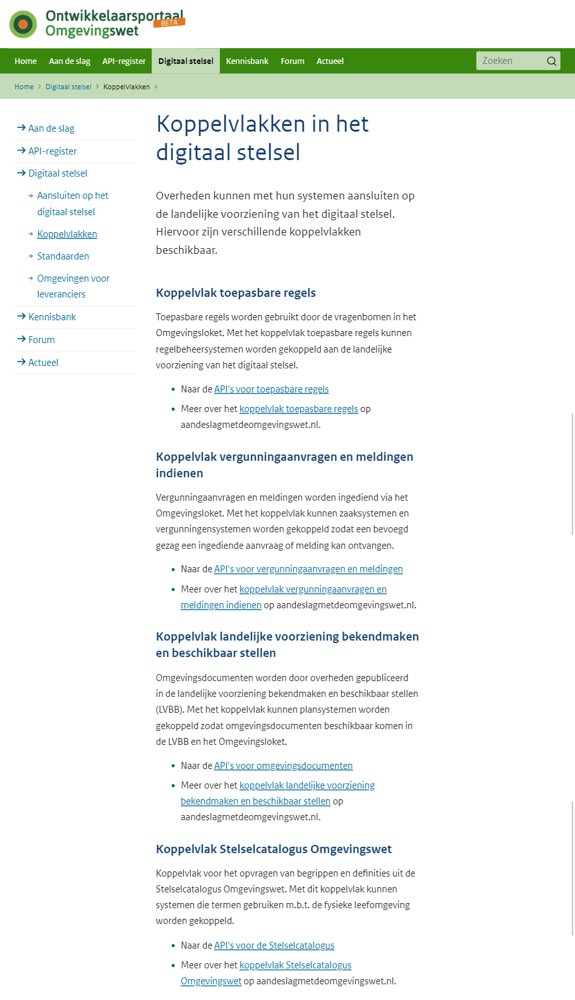 Ontwikkelaarsportaal
Omgevingswet
BETA
Home Aan de slag API-register Digitaal stelsel Kennisbank Forum Actueel Zoeken
Home > Digitaal stelsel > Koppelvlakken >
Aan de slag
API-register
Digitaal stelsel
Aansluiten op het
digitaal stelsel
Koppelvlakken
Standaarden
Omgevingen voor
leveranciers
Kennisbank
Forum
Actueel
Koppelvlakken in het
digitaal stelsel
Overheden kunnen met hun systemen aansluiten op
de landelijke voorziening van het digitaal stelsel.
Hiervoor zijn verschillende koppelvlakken
beschikbaar.
Koppelvlak toepasbare regels
Toepasbare regels worden gebruikt door de vragenbomen in het
Omgevingsloket. Met het koppelvlak toepasbare regels kunnen
regelbeheersystemen worden gekoppeld aan de landelijke
voorziening van het digitaal stelsel.
• Naar de API's voor toepasbare regels
• Meer over het koppelvlak toepasbare regels op
aandeslagmetdeomgevingswet.nl.
Koppelvlak vergunningaanvragen en meldingen
indienen
Vergunningaanvragen en meldingen worden ingediend via het
Omgevingsloket. Met het koppelvlak kunnen zaaksystemen en
vergunningensystemen worden gekoppeld zodat een bevoegd
gezag een ingediende aanvraag of melding kan ontvangen.
• Naar de API's voor vergunningaanvragen en meldingen
• Meer over het koppelvlak vergunningaanvragen en
meldingen indienen op aandeslagmetdeomgevingswet.nl.
Koppelvlak landelijke voorziening bekendmaken
en beschikbaar stellen
Omgevingsdocumenten worden door overheden gepubliceerd
in de landelijke voorziening bekendmaken en beschikbaar stellen
(LVBB). Met het koppelvlak kunnen plansystemen worden
gekoppeld zodat omgevingsdocumenten beschikbaar komen in
de LVBB en het Omgevingsloket.
• Naar de API's voor omgevingsdocumenten
• Meer over het koppelvlak landelijke voorziening
bekendmaken en beschikbaar stellen op
aandeslagmetdeomgevingswet.nl.
Koppelvlak Stelselcatalogus Omgevingswet
Koppelvlak voor het opvragen van begrippen en definities uit de
Stelselcatalogus Omgevingswet. Met dit koppelvlak kunnen
systemen die termen gebruiken m.b.t. de fysieke leefomgeving
worden gekoppeld.
• Naar de API's voor de Stelselcatalogus
• Meer over het koppelvlak Stelselcatalogus
Omgevingswet op aandeslagmetdeomgevingswet.nl.